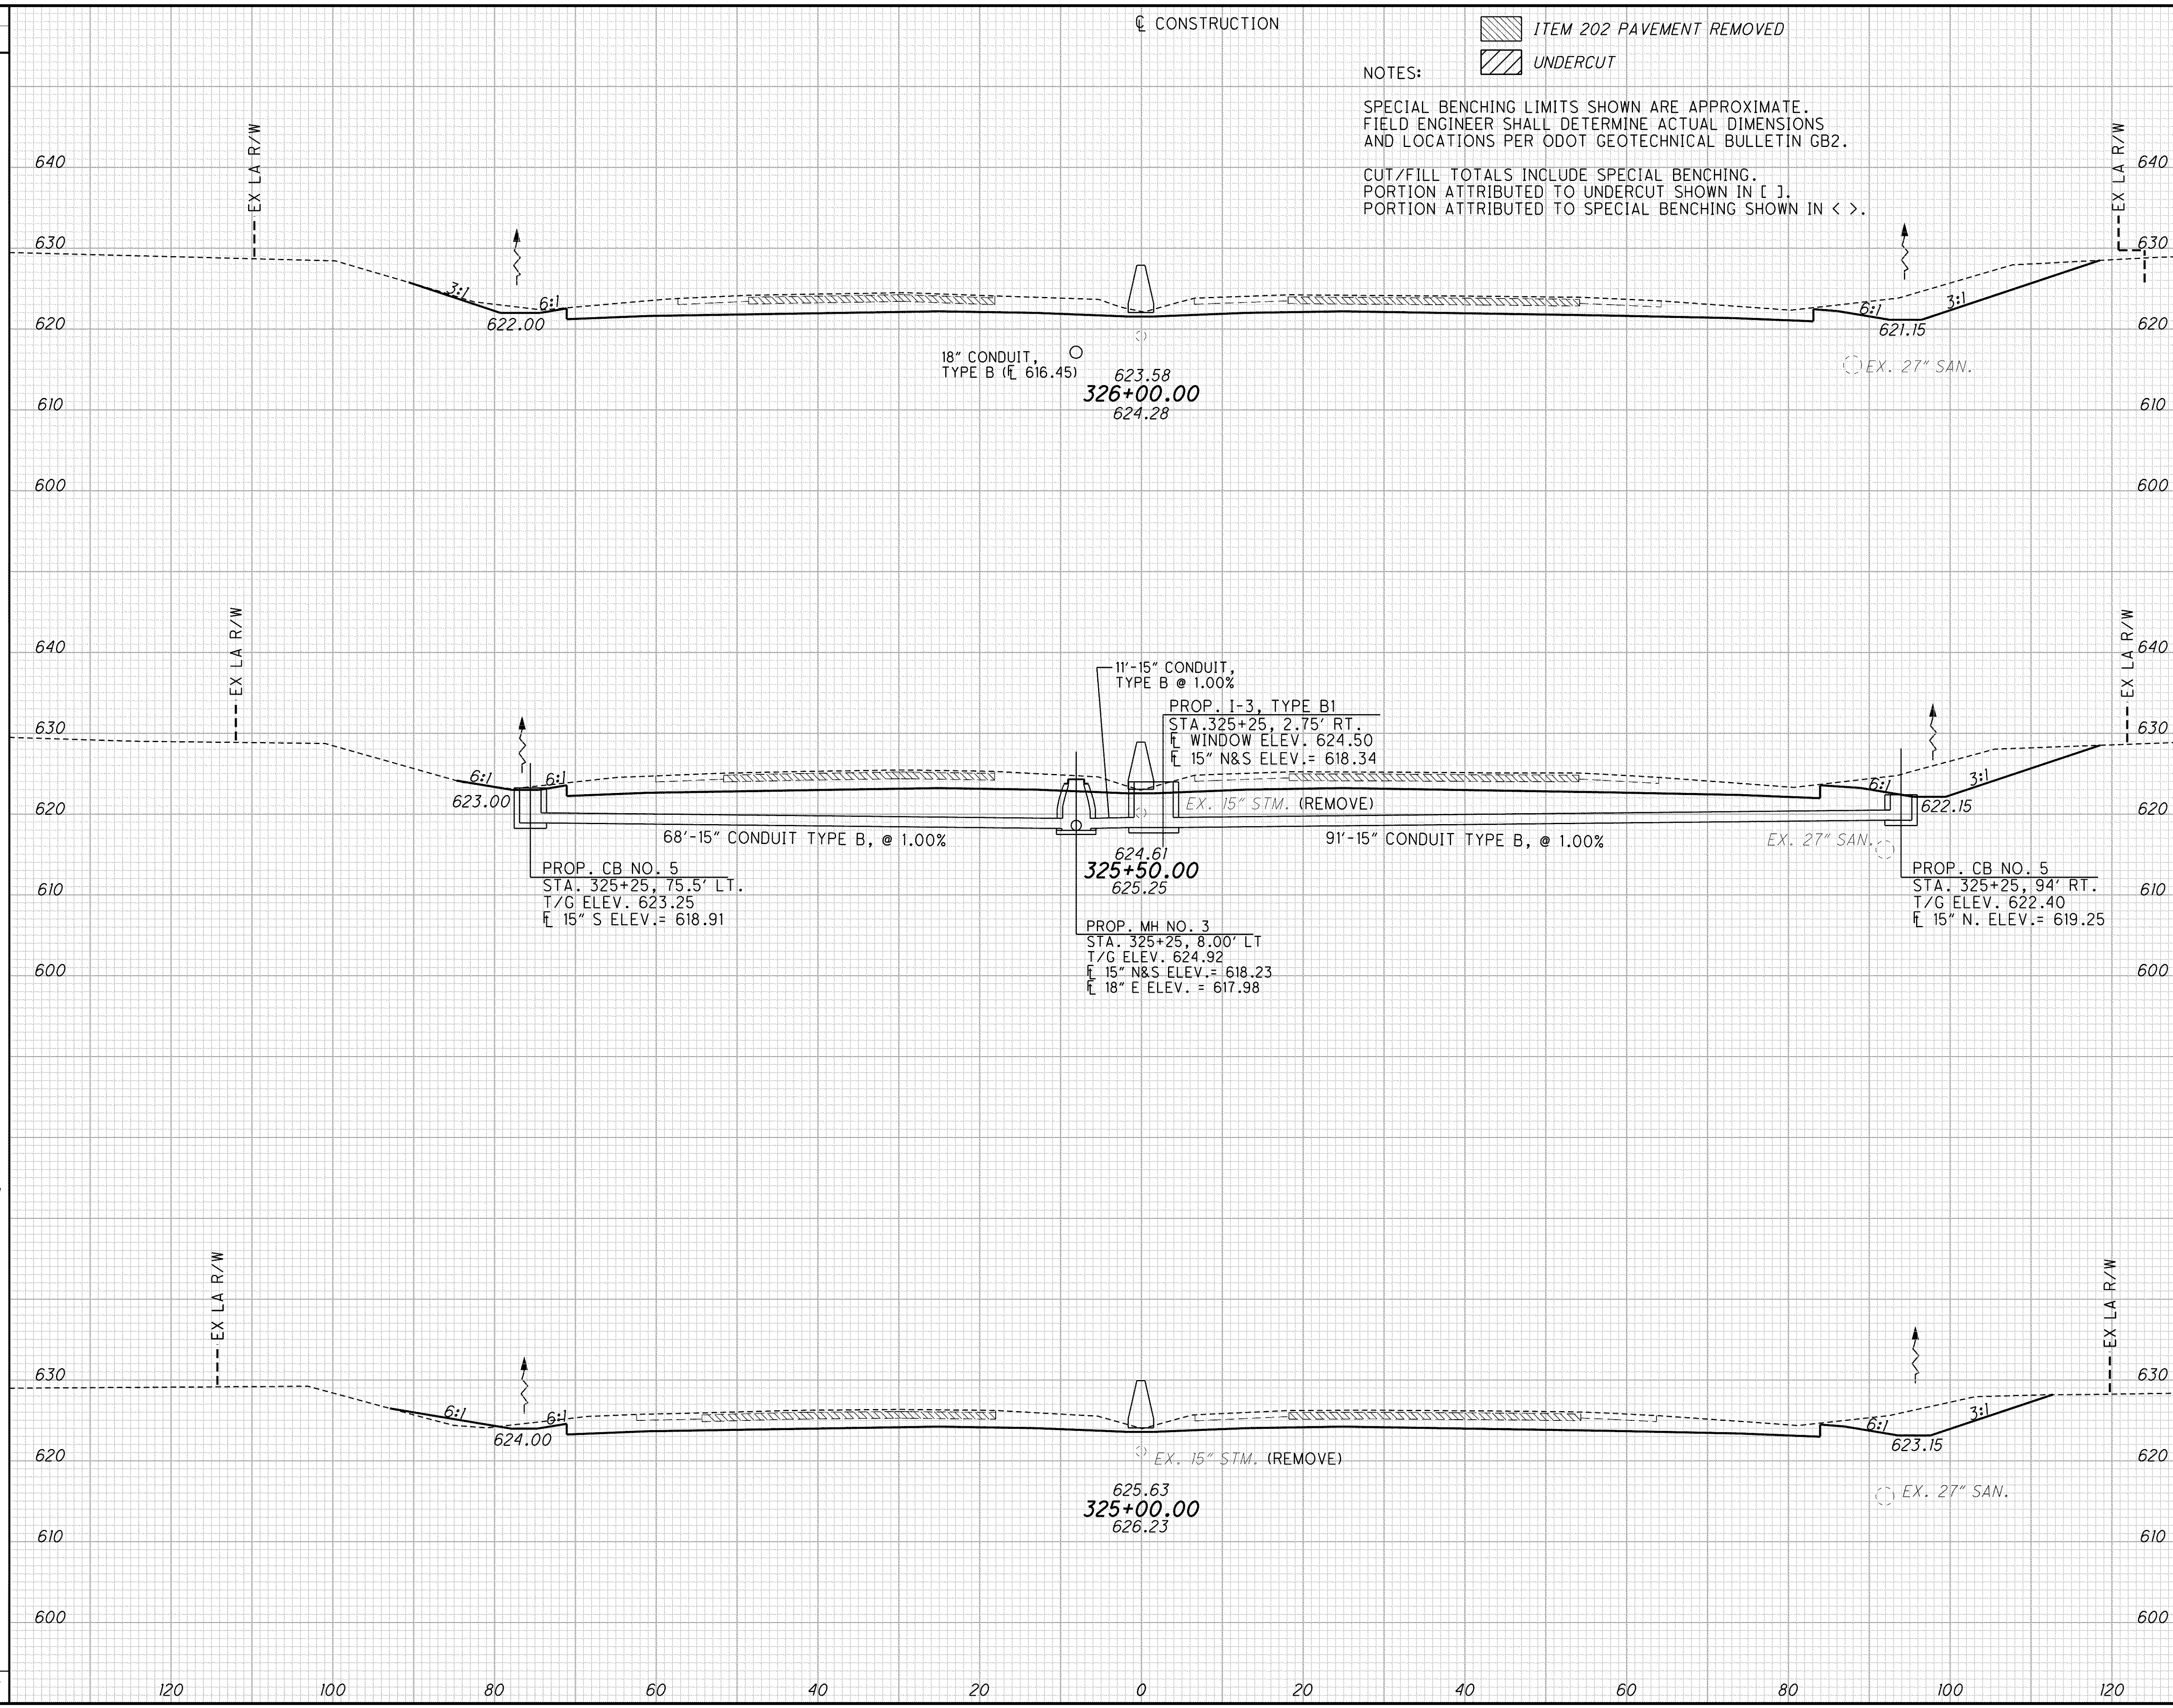 ℄ CONSTRUCTION
ITEM 202 PAVEMENT REMOVED
UNDERCUT
NOTES:
SPECIAL BENCHING LIMITS SHOWN ARE APPROXIMATE.
FIELD ENGINEER SHALL DETERMINE ACTUAL DIMENSIONS
AND LOCATIONS PER ODOT GEOTECHNICAL BULLETIN GB2.
CUT/FILL TOTALS INCLUDE SPECIAL BENCHING.
PORTION ATTRIBUTED TO UNDERCUT SHOWN IN [ ].
PORTION ATTRIBUTED TO SPECIAL BENCHING SHOWN IN < >.
EX LA R/W
EX LA R/W
640
640
630
630
3:1
6:1
6:1
3:1
620
622.00
621.15
620
18" CONDUIT,
TYPE B (FL 616.45)
EX. 27" SAN.
623.58
326+00.00
624.28
610
610
600
600
EX LA R/W
EX LA R/W
640
640
11'-15" CONDUIT,
TYPE B @ 1.00%
PROP. I-3, TYPE B1
STA.325+25, 2.75' RT.
FL WINDOW ELEV. 624.50
FL 15" N&S ELEV.= 618.34
630
630
6:1
6:1
6:1
3:1
620
623.00
EX. 15" STM. (REMOVE)
622.15
620
68'-15" CONDUIT TYPE B, @ 1.00%
91'-15" CONDUIT TYPE B, @ 1.00%
EX. 27" SAN.
624.61
325+50.00
625.25
PROP. CB NO. 5
STA. 325+25, 75.5' LT.
T/G ELEV. 623.25
FL 15" S ELEV.= 618.91
PROP. CB NO. 5
STA. 325+25, 94' RT.
T/G ELEV. 622.40
FL 15" N. ELEV.= 619.25
610
610
PROP. MH NO. 3
STA. 325+25, 8.00' LT
T/G ELEV. 624.92
FL 15" N&S ELEV.= 618.23
FL 18" E ELEV. = 617.98
600
600
EX LA R/W
EX LA R/W
630
630
6:1
6:1
6:1
3:1
620
624.00
623.15
620
EX. 15" STM. (REMOVE)
EX. 27" SAN.
625.63
325+00.00
626.23
610
610
600
600
120 100 80 60 40 20 0 20 40 60 80 100 120